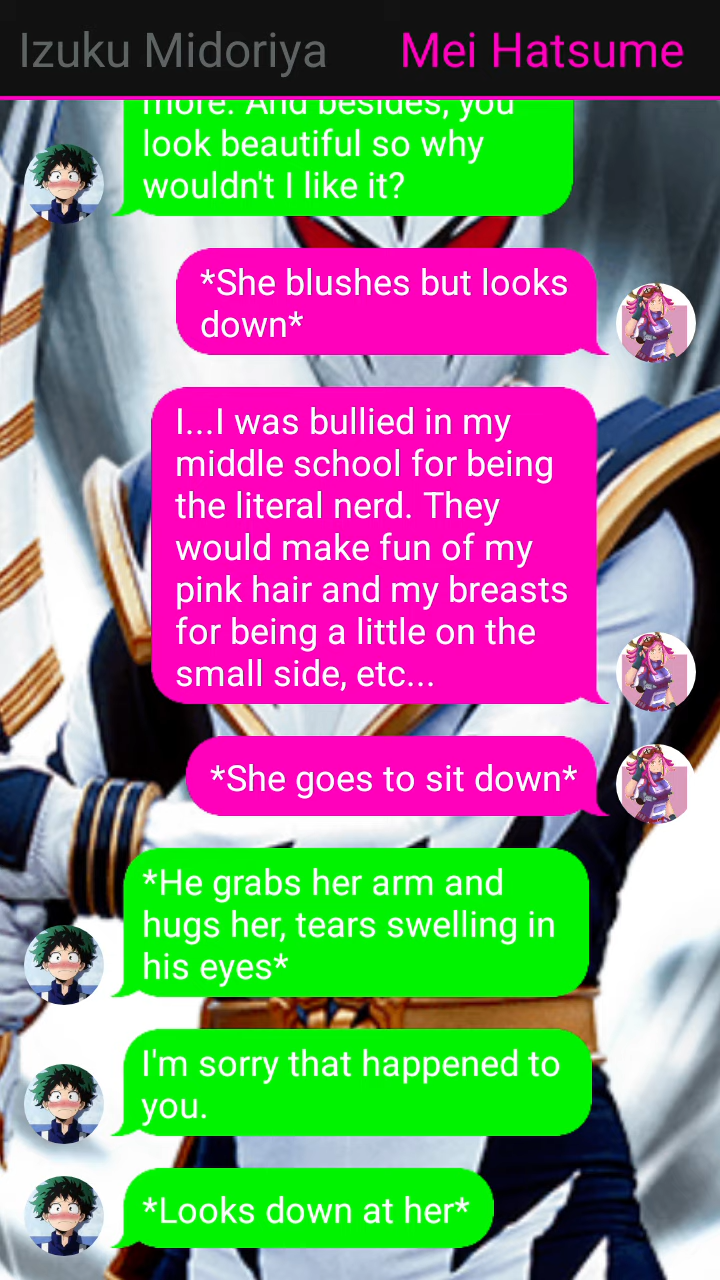 Izuku Midoriya Mei Hatsume
more. And besides, you
look beautiful so why
wouldn't I like it?
*She blushes but looks
down*
I...I was bullied in my
middle school for being
the literal nerd. They
would make fun of my
pink hair and my breasts
for being a little on the
small side, etc...
*She goes to sit down*
*He grabs her arm and
hugs her, tears swelling in
his eyes*
I'm sorry that happened to
you.
*Looks down at her*